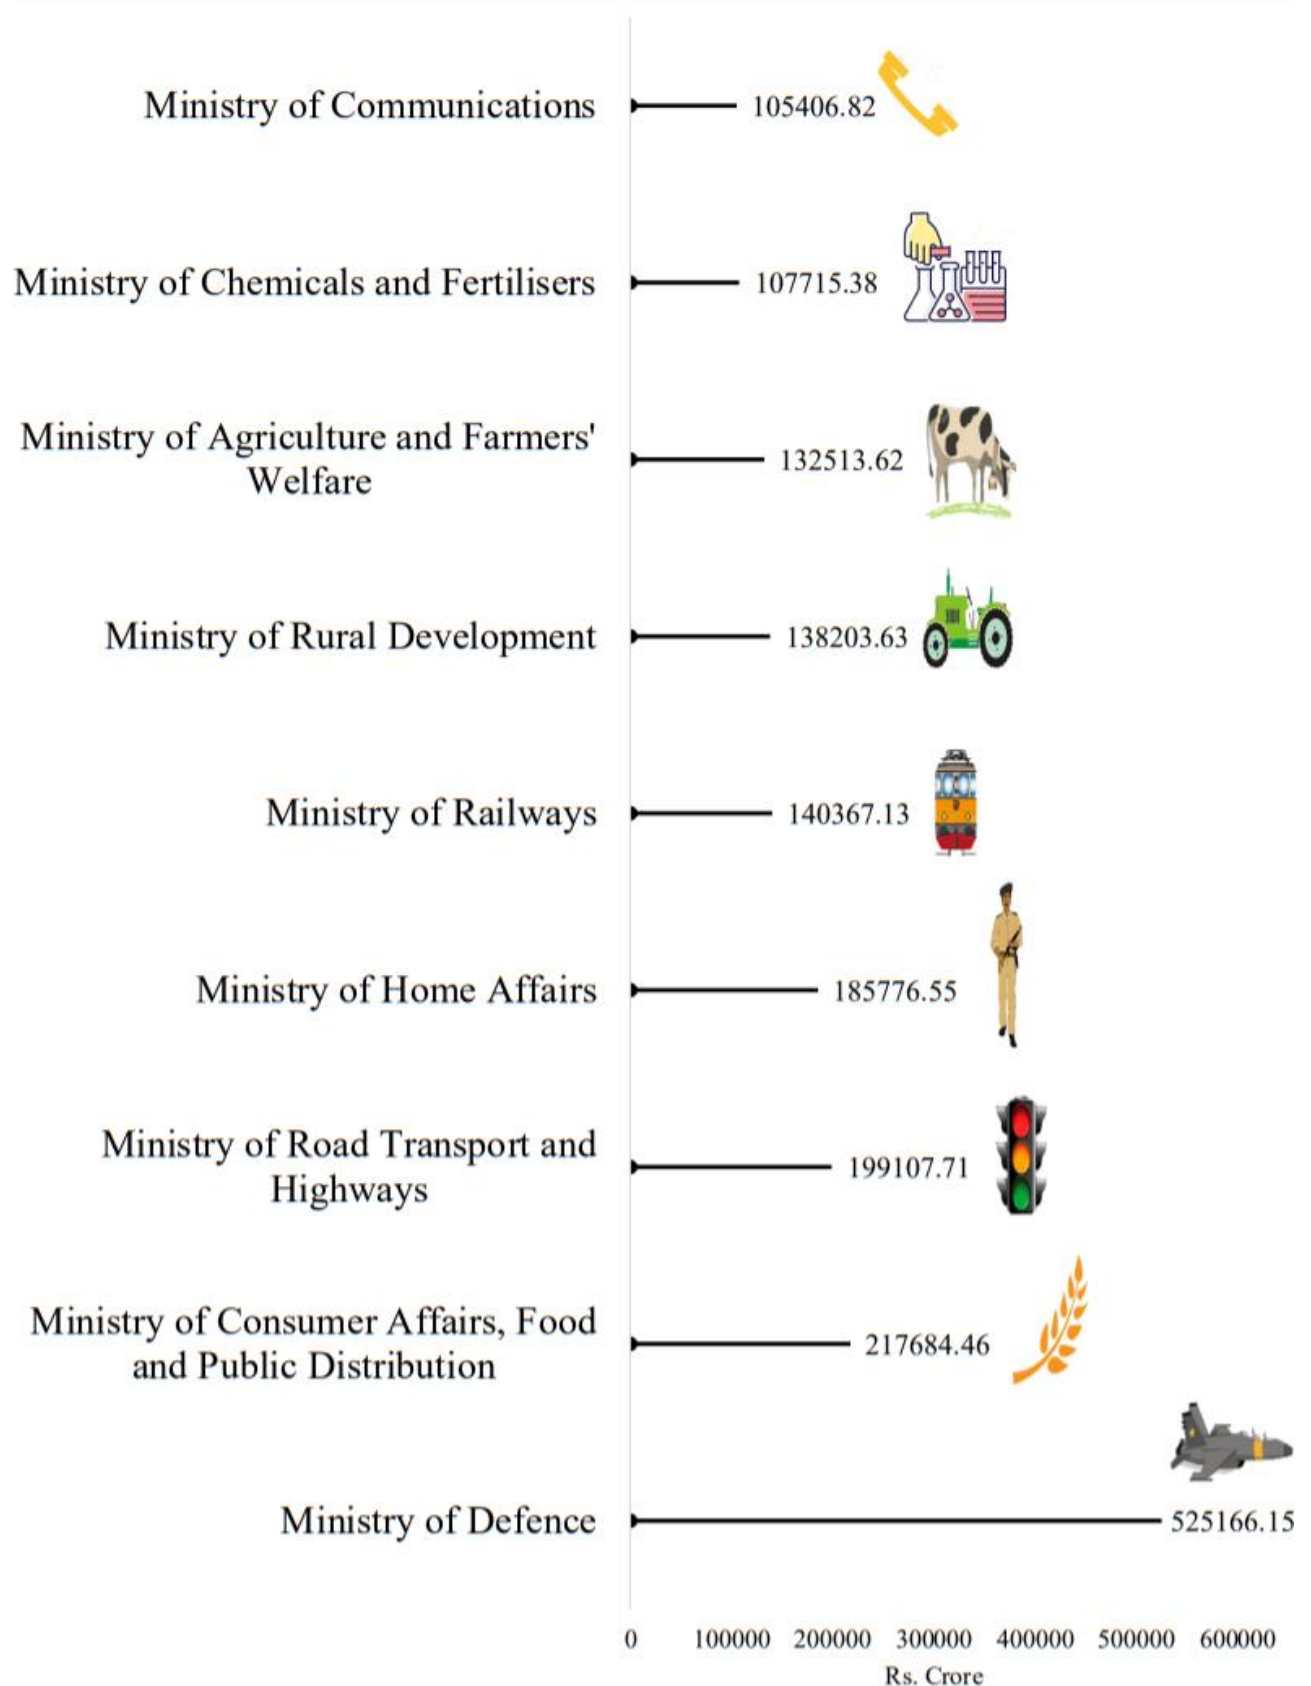 Ministry of Communications
105406.82
Ministry of Chemicals and Fertilisers
107715.38
Ministry of Agriculture and Farmers'
Welfare
132513.62
Ministry of Rural Development
138203.63
Ministry of Railways
140367.13
Ministry of Home Affairs
185776.55
Ministry of Road Transport and
Highways
199107.71
Ministry of Consumer Affairs, Food
and Public Distribution
217684.46
Ministry of Defence
525166.15
0 100000 200000 300000 400000 500000 600000
Rs. Crore